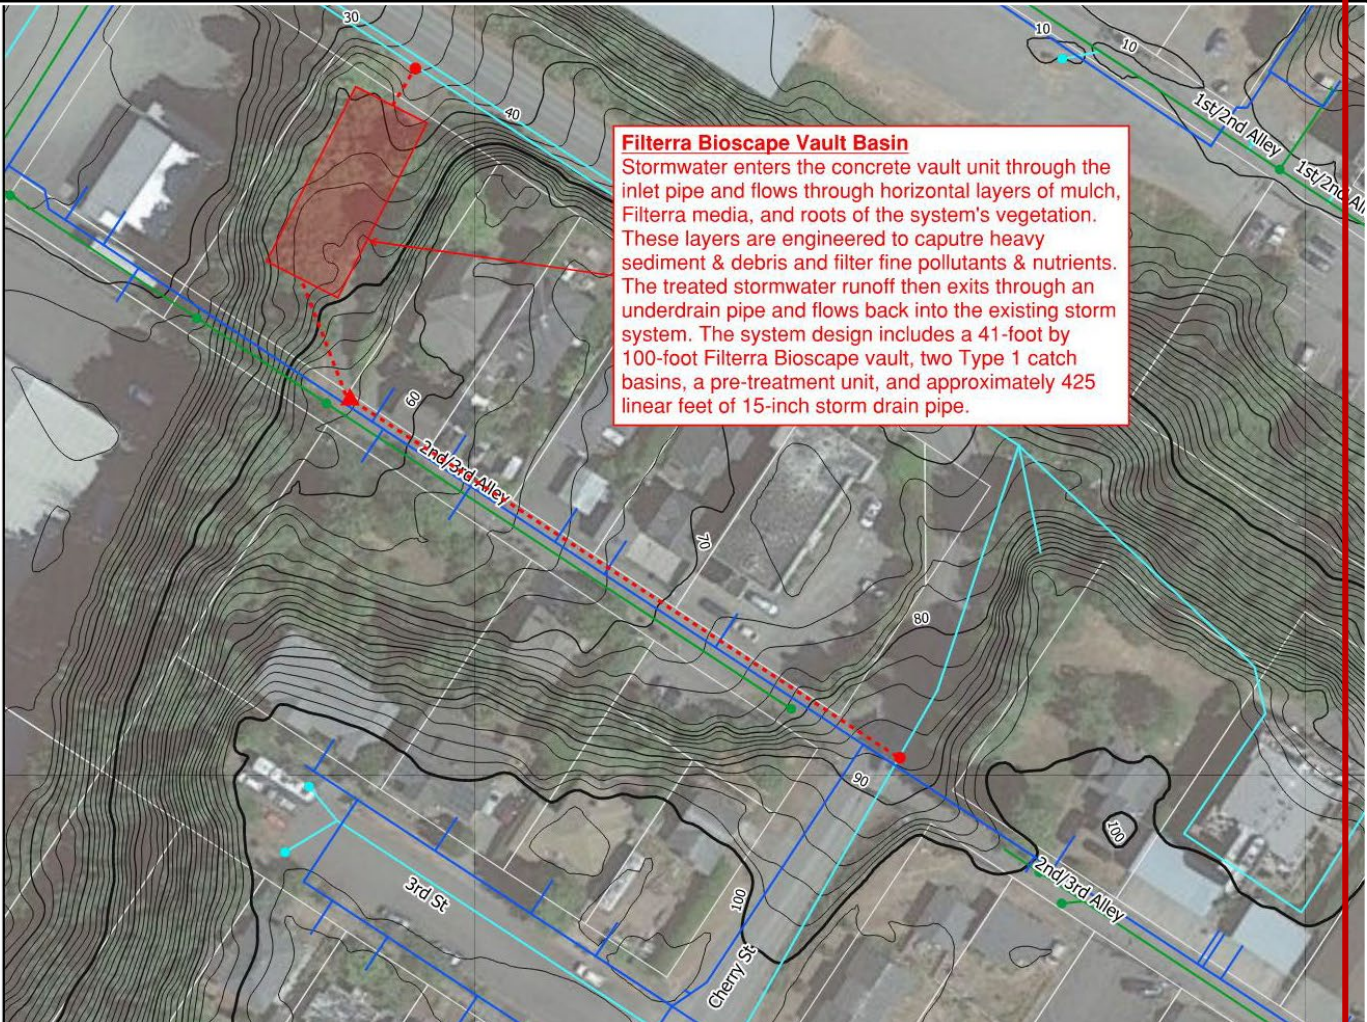 30
10
10
40
1st/2nd Alley
1st/2nd Al
Filterra Bioscape Vault Basin
Stormwater enters the concrete vault unit through the
inlet pipe and flows through horizontal layers of mulch,
Filterra media, and roots of the system's vegetation.
These layers are engineered to caputre heavy
sediment & debris and filter fine pollutants & nutrients.
The treated stormwater runoff then exits through an
underdrain pipe and flows back into the existing storm
system. The system design includes a 41-foot by
100-foot Filterra Bioscape vault, two Type 1 catch
basins, a pre-treatment unit, and approximately 425
linear feet of 15-inch storm drain pipe.
60
2nd/3rd Alley
70
80
90
100
2nd/3rd Alley
3rd St
100
Cherry St